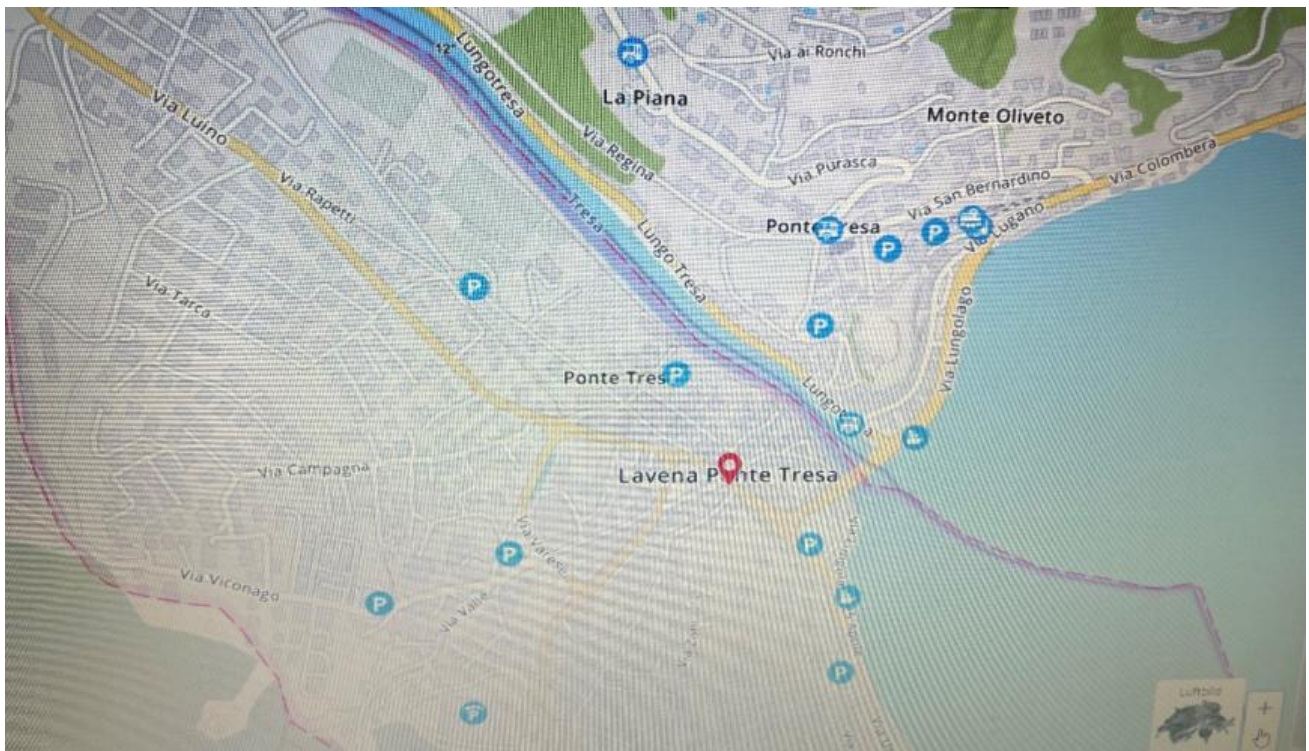 12
Lungotresa
La Piana
Via ai Ronchi
Monte Oliveto
Via Luino
Via Regina
Via Purasca
Via San Bernardino
Via Colombera
Via Rapetti
Tresa
Lungo Tresa
Ponte Tresa
P
P
Via Lugano
Via Tarca
P
P
Via Lungolago
Ponte Tres
P
Via Campagna
Lavena Ponte Tresa
Via Varese
P
P
Via Viconago
P
Via Valle
P
Luftbild
+